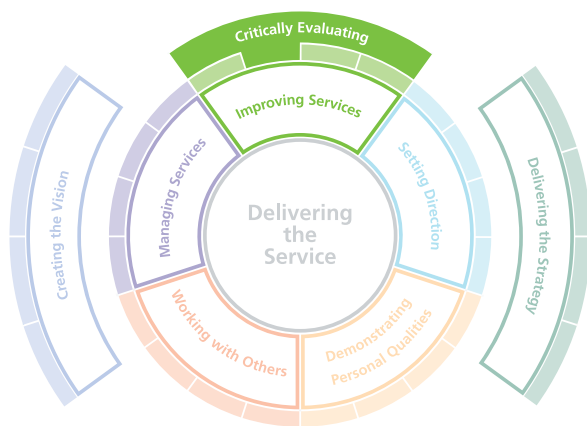 Critically Evaluating
Improving Services
Managing Services
Setting Direction
Creating the Vision
Delivering
the
Service
Delivering the Strategy
Working with Others
Demonstrating
Personal Qualities